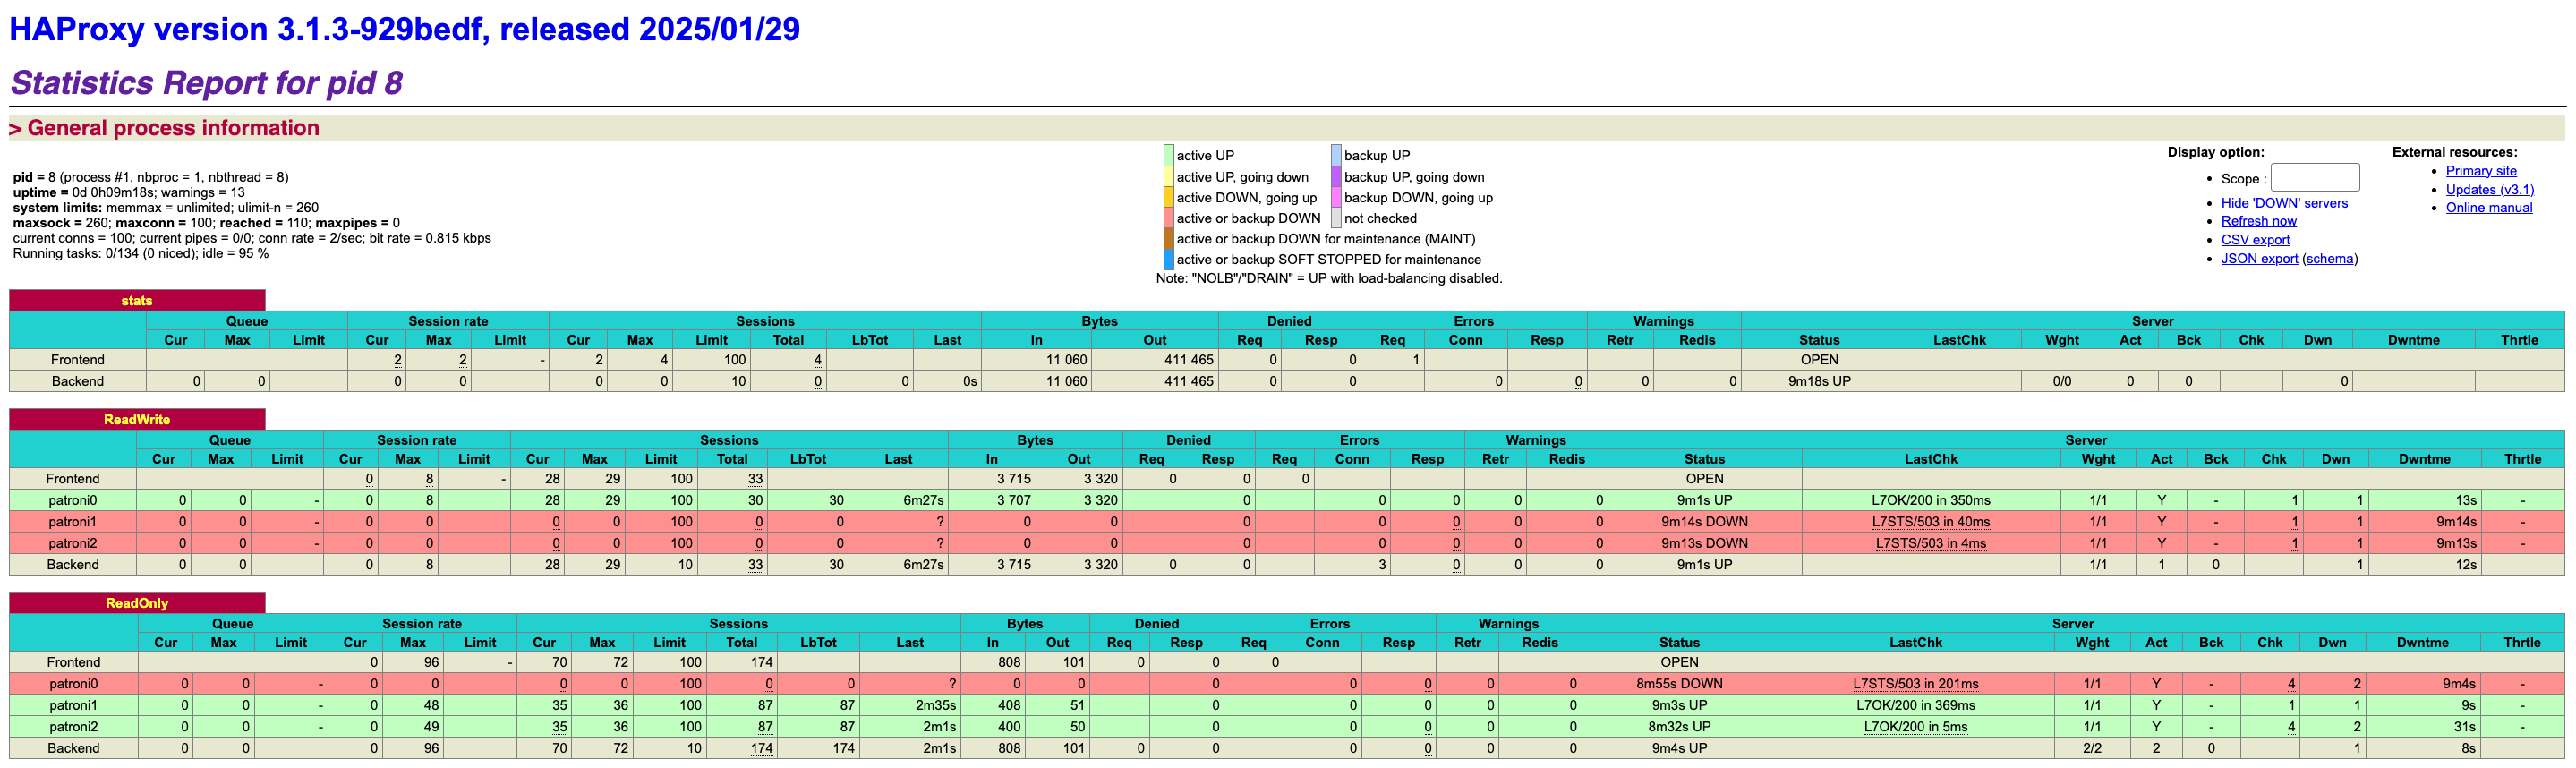 HAProxy version 3.1.3-929bedf, released 2025/01/29
Statistics Report for pid 8
> General process information
pid = 8 (process #1, nbproc = 1, nbthread = 8)
uptime = 0d 0h09m18s; warnings = 13
system limits: memmax = unlimited; ulimit-n = 260
maxsock = 260; maxconn = 100; reached = 110; maxpipes = 0
current conns = 100; current pipes = 0/0; conn rate = 2/sec; bit rate = 0.815 kbps
Running tasks: 0/134 (0 niced); idle = 95 %
active UP backup UP
active UP, going down backup UP, going down
active DOWN, going up backup DOWN, going up
active or backup DOWN not checked
active or backup DOWN for maintenance (MAINT)
active or backup SOFT STOPPED for maintenance
Note: "NOLB"/"DRAIN" = UP with load-balancing disabled.
Display option:
• Scope :
• Hide 'DOWN' servers
• Refresh now
• CSV export
• JSON export (schema)
External resources:
• Primary site
• Updates (v3.1)
• Online manual
stats
Queue Session rate Sessions Bytes Denied Errors Warnings Server
Cur Max Limit Cur Max Limit Cur Max Limit Total LbTot Last In Out Req Resp Req Conn Resp Retr Redis Status LastChk Wght Act Bck Chk Dwn Dwntme Thrtle
Frontend 2 2 - 2 4 100 4 11 060 411 465 0 0 1 OPEN
Backend 0 0 0 0 0 0 10 0 0 0s 11 060 411 465 0 0 0 0 0 0 9m18s UP 0/0 0 0 0
ReadWrite
Queue Session rate Sessions Bytes Denied Errors Warnings Server
Cur Max Limit Cur Max Limit Cur Max Limit Total LbTot Last In Out Req Resp Req Conn Resp Retr Redis Status LastChk Wght Act Bck Chk Dwn Dwntme Thrtle
Frontend 0 8 - 28 29 100 33 3 715 3 320 0 0 0 OPEN
patroni0 0 0 - 0 8 28 29 100 30 30 6m27s 3 707 3 320 0 0 0 0 0 9m1s UP L7OK/200 in 350ms 1/1 Y - 1 1 13s -
patroni1 0 0 - 0 0 0 0 100 0 0 ? 0 0 0 0 0 0 0 9m14s DOWN L7STS/503 in 40ms 1/1 Y - 1 1 9m14s -
patroni2 0 0 - 0 0 0 0 100 0 0 ? 0 0 0 0 0 0 0 9m13s DOWN L7STS/503 in 4ms 1/1 Y - 1 1 9m13s -
Backend 0 0 0 8 28 29 10 33 30 6m27s 3 715 3 320 0 0 3 0 0 0 9m1s UP 1/1 1 0 1 12s
ReadOnly
Queue Session rate Sessions Bytes Denied Errors Warnings Server
Cur Max Limit Cur Max Limit Cur Max Limit Total LbTot Last In Out Req Resp Req Conn Resp Retr Redis Status LastChk Wght Act Bck Chk Dwn Dwntme Thrtle
Frontend 0 96 - 70 72 100 174 808 101 0 0 0 OPEN
patroni0 0 0 - 0 0 0 0 100 0 0 ? 0 0 0 0 0 0 0 8m55s DOWN L7STS/503 in 201ms 1/1 Y - 4 2 9m4s -
patroni1 0 0 - 0 48 35 36 100 87 87 2m35s 408 51 0 0 0 0 0 9m3s UP L7OK/200 in 369ms 1/1 Y - 1 1 9s -
patroni2 0 0 - 0 49 35 36 100 87 87 2m1s 400 50 0 0 0 0 0 8m32s UP L7OK/200 in 5ms 1/1 Y - 4 2 31s -
Backend 0 0 0 96 70 72 10 174 174 2m1s 808 101 0 0 0 0 0 0 9m4s UP 2/2 2 0 1 8s